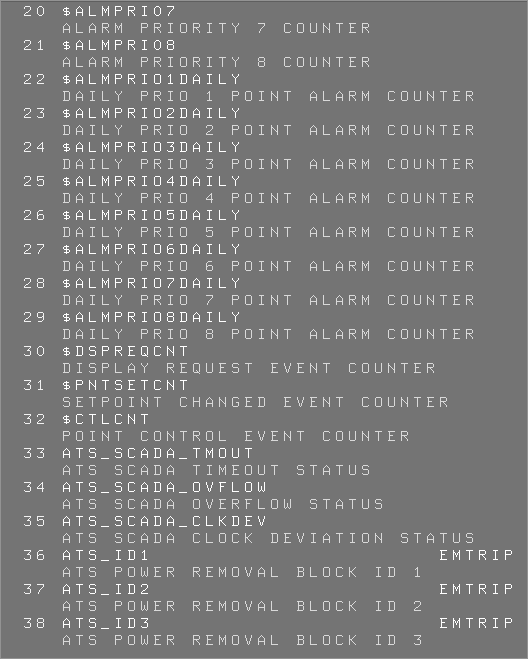 20 $ALMPRIO7
ALARM PRIORITY 7 COUNTER
21 $ALMPRIO8
ALARM PRIORITY 8 COUNTER
22 $ALMPRIO1DAILY
DAILY PRIO 1 POINT ALARM COUNTER
23 $ALMPRIO2DAILY
DAILY PRIO 2 POINT ALARM COUNTER
24 $ALMPRIO3DAILY
DAILY PRIO 3 POINT ALARM COUNTER
25 $ALMPRIO4DAILY
DAILY PRIO 4 POINT ALARM COUNTER
26 $ALMPRIO5DAILY
DAILY PRIO 5 POINT ALARM COUNTER
27 $ALMPRIO6DAILY
DAILY PRIO 6 POINT ALARM COUNTER
28 $ALMPRIO7DAILY
DAILY PRIO 7 POINT ALARM COUNTER
29 $ALMPRIO8DAILY
DAILY PRIO 8 POINT ALARM COUNTER
30 $DSPREQCNT
DISPLAY REQUEST EVENT COUNTER
31 $PNTSETCNT
SETPOINT CHANGED EVENT COUNTER
32 $CTLCNT
POINT CONTROL EVENT COUNTER
33 ATS_SCADA_TMOUT
ATS SCADA TIMEOUT STATUS
34 ATS_SCADA_OVFLOW
ATS SCADA OVERFLOW STATUS
35 ATS_SCADA_CLKDEV
ATS SCADA CLOCK DEVIATION STATUS
36 ATS_ID1 EMTRIP
ATS POWER REMOVAL BLOCK ID 1
37 ATS_ID2 EMTRIP
ATS POWER REMOVAL BLOCK ID 2
38 ATS_ID3 EMTRIP
ATS POWER REMOVAL BLOCK ID 3